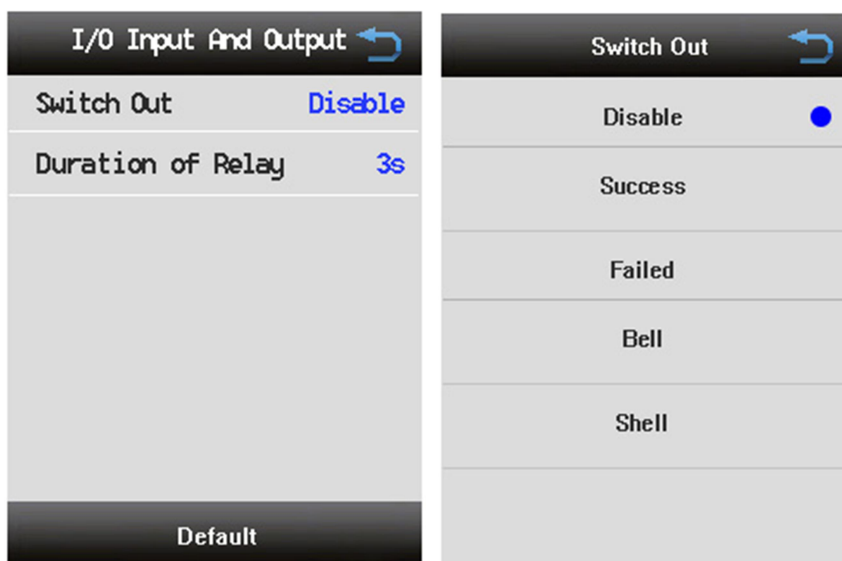 I/O Input And Output
Switch Out Disable
Duration of Relay 3s
Default
Switch Out
Disable
Success
Failed
Bell
Shell